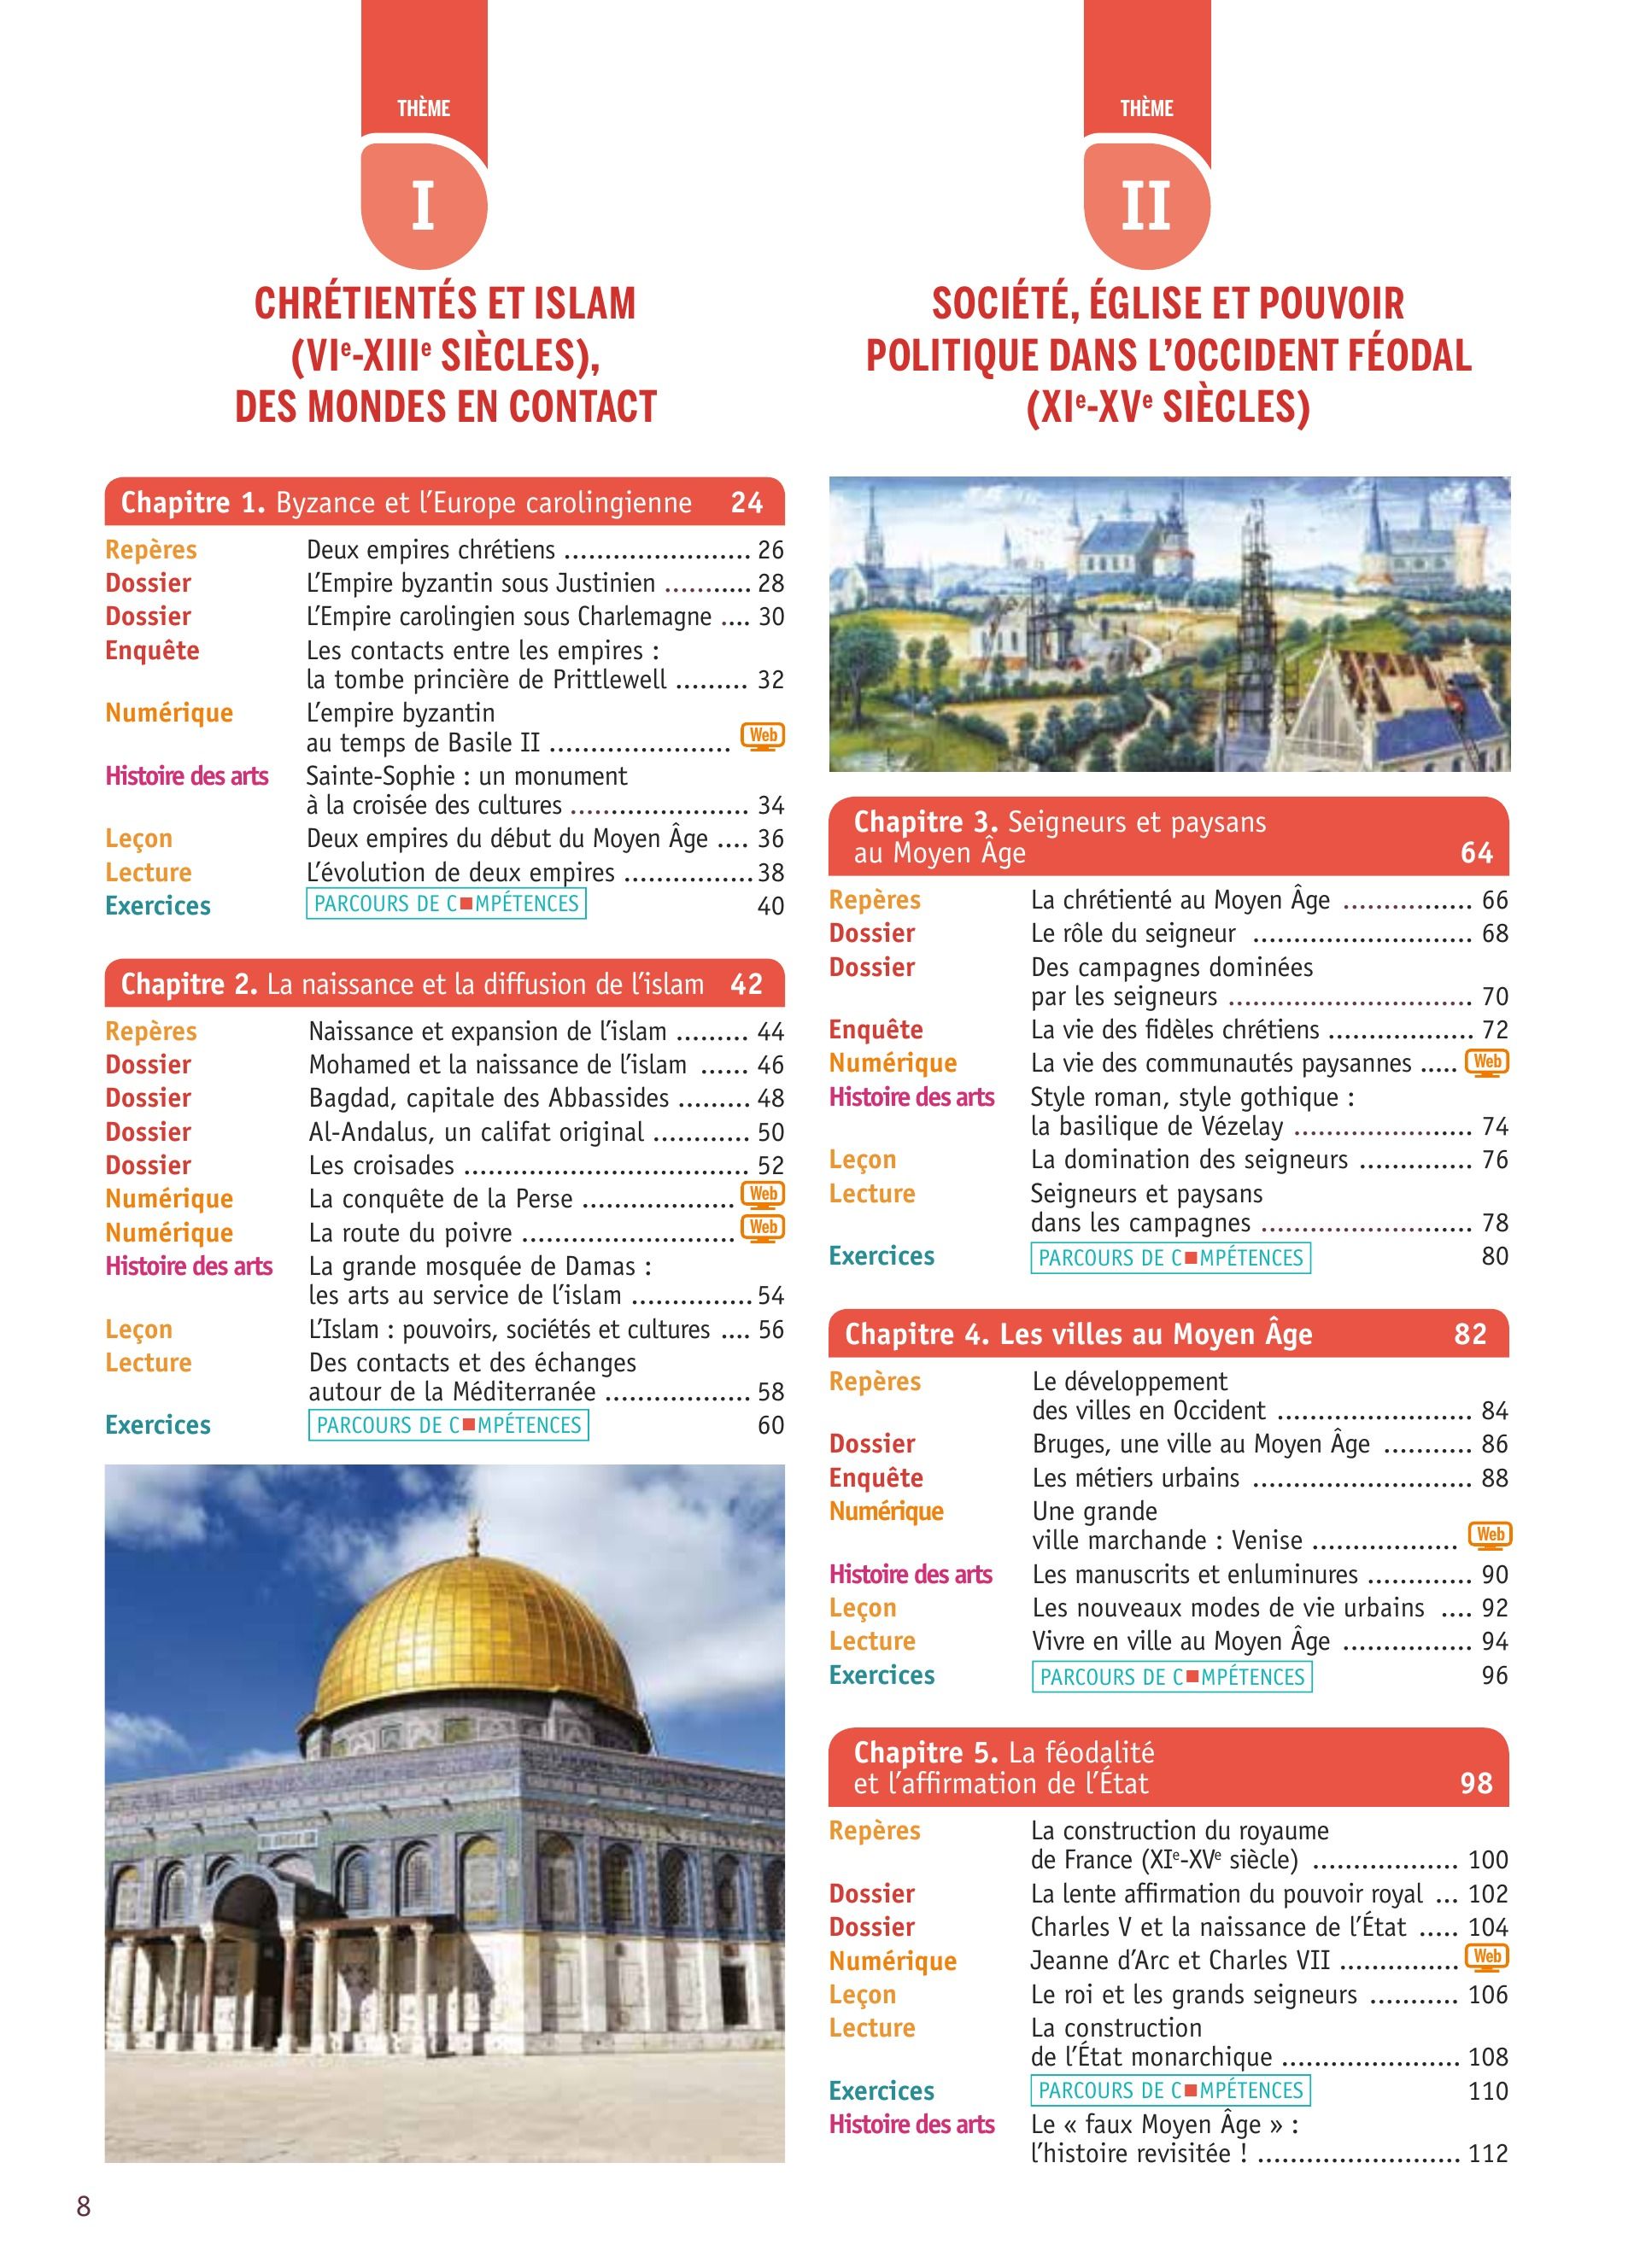 THÈME
I
CHRÉTIENTÉS ET ISLAM
(VIe-XIIIe SIÈCLES),
DES MONDES EN CONTACT
Chapitre 1. Byzance et l'Europe carolingienne 24
Repères Deux empires chrétiens ....................... 26
Dossier L'Empire byzantin sous Justinien ........... 28
Dossier L'Empire carolingien sous Charlemagne .... 30
Enquête Les contacts entre les empires :
la tombe princière de Prittlewell ......... 32
Numérique L'empire byzantin
au temps de Basile II ...................... Web
Histoire des arts Sainte-Sophie : un monument
à la croisée des cultures ...................... 34
Leçon Deux empires du début du Moyen Âge .... 36
Lecture L'évolution de deux empires ................ 38
Exercices PARCOURS DE C■MPÉTENCES 40
Chapitre 2. La naissance et la diffusion de l'islam 42
Repères Naissance et expansion de l'islam ......... 44
Dossier Mohamed et la naissance de l'islam ...... 46
Dossier Bagdad, capitale des Abbassides ......... 48
Dossier Al-Andalus, un califat original ............ 50
Dossier Les croisades ................................... 52
Numérique La conquête de la Perse ................... Web
Numérique La route du poivre .......................... Web
Histoire des arts La grande mosquée de Damas :
les arts au service de l'islam ............... 54
Leçon L'Islam : pouvoirs, sociétés et cultures .... 56
Lecture Des contacts et des échanges
autour de la Méditerranée .................. 58
Exercices PARCOURS DE C■MPÉTENCES 60
8
THÈME
II
SOCIÉTÉ, ÉGLISE ET POUVOIR
POLITIQUE DANS L'OCCIDENT FÉODAL
(XIe-XVe SIÈCLES)
Chapitre 3. Seigneurs et paysans
au Moyen Âge 64
Repères La chrétienté au Moyen Âge ................ 66
Dossier Le rôle du seigneur ........................... 68
Dossier Des campagnes dominées
par les seigneurs .............................. 70
Enquête La vie des fidèles chrétiens .................. 72
Numérique La vie des communautés paysannes ..... Web
Histoire des arts Style roman, style gothique :
la basilique de Vézelay ...................... 74
Leçon La domination des seigneurs .............. 76
Lecture Seigneurs et paysans
dans les campagnes .......................... 78
Exercices PARCOURS DE C■MPÉTENCES 80
Chapitre 4. Les villes au Moyen Âge 82
Repères Le développement
des villes en Occident ........................ 84
Dossier Bruges, une ville au Moyen Âge ........... 86
Enquête Les métiers urbains ........................... 88
Numérique Une grande
ville marchande : Venise .................. Web
Histoire des arts Les manuscrits et enluminures ............. 90
Leçon Les nouveaux modes de vie urbains .... 92
Lecture Vivre en ville au Moyen Âge ................ 94
Exercices PARCOURS DE C■MPÉTENCES 96
Chapitre 5. La féodalité
et l'affirmation de l'État 98
Repères La construction du royaume
de France (XIe-XVe siècle) .................. 100
Dossier La lente affirmation du pouvoir royal ... 102
Dossier Charles V et la naissance de l'État ..... 104
Numérique Jeanne d'Arc et Charles VII ............... Web
Leçon Le roi et les grands seigneurs ........... 106
Lecture La construction
de l'État monarchique ...................... 108
Exercices PARCOURS DE C■MPÉTENCES 110
Histoire des arts Le « faux Moyen Âge » :
l'histoire revisitée ! ......................... 112